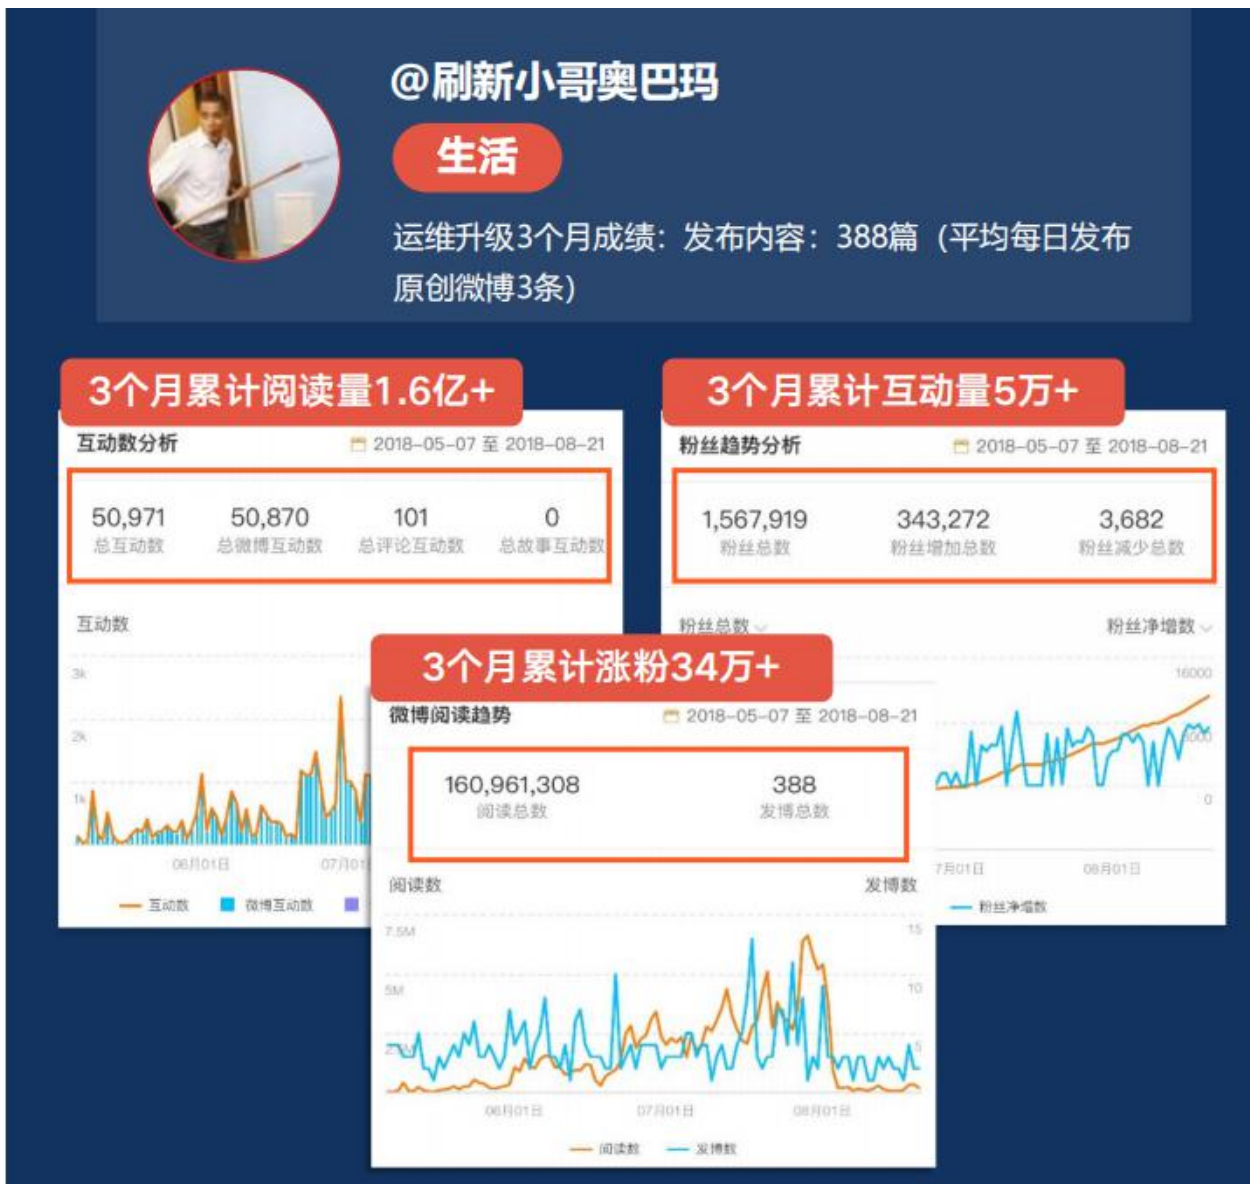 @刷新小哥奥巴玛
生活
运维升级3个月成绩：发布内容：388篇（平均每日发布
原创微博3条）
3个月累计阅读量1.6亿+
互动数分析
2018-05-07 至 2018-08-21
50,971
50,870
101
0
总互动数
总微博互动数
总评论互动数
总故事互动数
互动数
3k
2k
1k
06月01日
07月01
互动数
微博互动数
3个月累计互动量5万+
粉丝趋势分析
2018-05-07 至 2018-08-21
1,567,919
343,272
3,682
粉丝总数
粉丝增加总数
粉丝减少总数
粉丝总数
粉丝净增数
16000
8000
0
7月01日
08月01日
粉丝净增数
3个月累计涨粉34万+
微博阅读趋势
2018-05-07 至 2018-08-21
160,961,308
388
阅读总数
发博总数
阅读数
发博数
7.5M
15
5M
10
2.5M
5
06月01日
07月01日
08月01日
阅读数
发博数